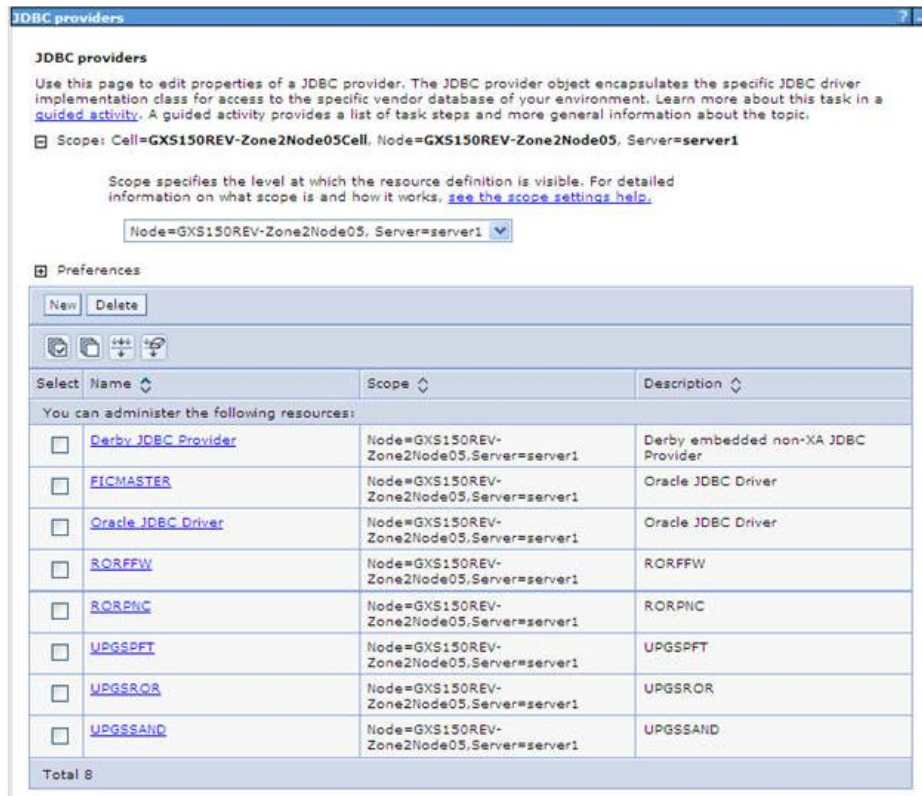 JDBC providers ? -
JDBC providers
Use this page to edit properties of a JDBC provider. The JDBC provider object encapsulates the specific JDBC driver
implementation class for access to the specific vendor database of your environment. Learn more about this task in a
guided activity. A guided activity provides a list of task steps and more general information about the topic.
Scope: Cell=GXS150REV-Zone2Node05Cell, Node=GXS150REV-Zone2Node05, Server=server1
Scope specifies the level at which the resource definition is visible. For detailed
information on what scope is and how it works, see the scope settings help.
Node=GXS150REV-Zone2Node05, Server=server1
Preferences
New Delete
Select Name Scope Description
You can administer the following resources:
Derby JDBC Provider Node=GXS150REV- Derby embedded non-XA JDBC
Zone2Node05,Server=server1 Provider
FICMASTER Node=GXS150REV- Oracle JDBC Driver
Zone2Node05,Server=server1
Oracle JDBC Driver Node=GXS150REV- Oracle JDBC Driver
Zone2Node05,Server=server1
RORFFW Node=GXS150REV- RORFFW
Zone2Node05,Server=server1
RORPNC Node=GXS150REV- RORPNC
Zone2Node05,Server=server1
UPGSPFT Node=GXS150REV- UPGSPFT
Zone2Node05,Server=server1
UPGSROR Node=GXS150REV- UPGSROR
Zone2Node05,Server=server1
UPGSSAND Node=GXS150REV- UPGSSAND
Zone2Node05,Server=server1
Total 8